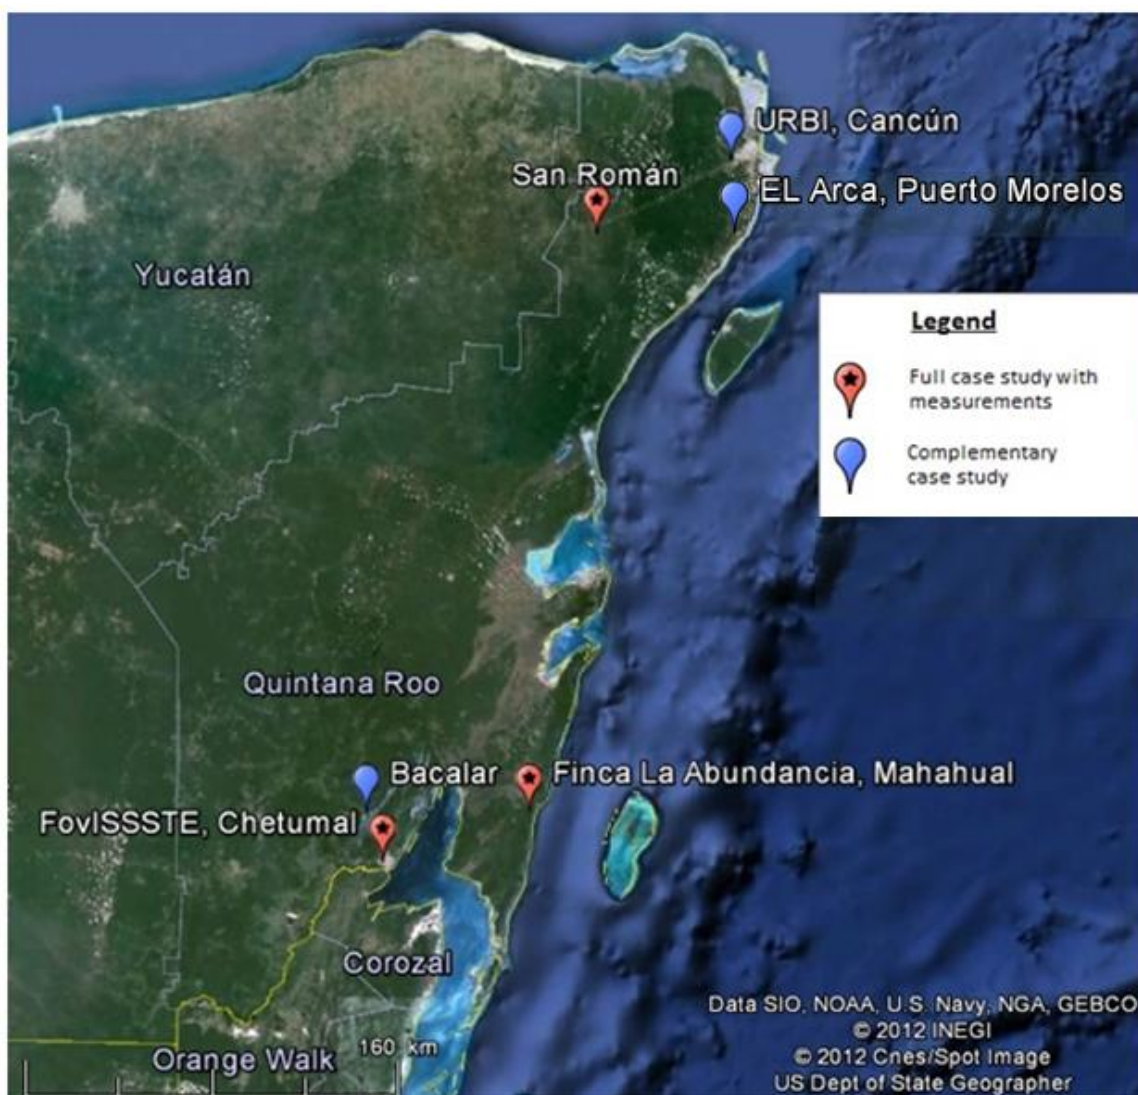 URBI, Cancún
San Román
EL Arca, Puerto Morelos
Yucatán
Legend
Full case study with
measurements
Complementary
case study
Quintana Roo
Bacalar
Finca La Abundancia, Mahahual
FovISSSTE, Chetumal
Corozal
Data SIO, NOAA, U.S. Navy, NGA, GEBCO
© 2012 INEGI
160 km
© 2012 Cnes/Spot Image
Orange Walk
US Dept of State Geographer